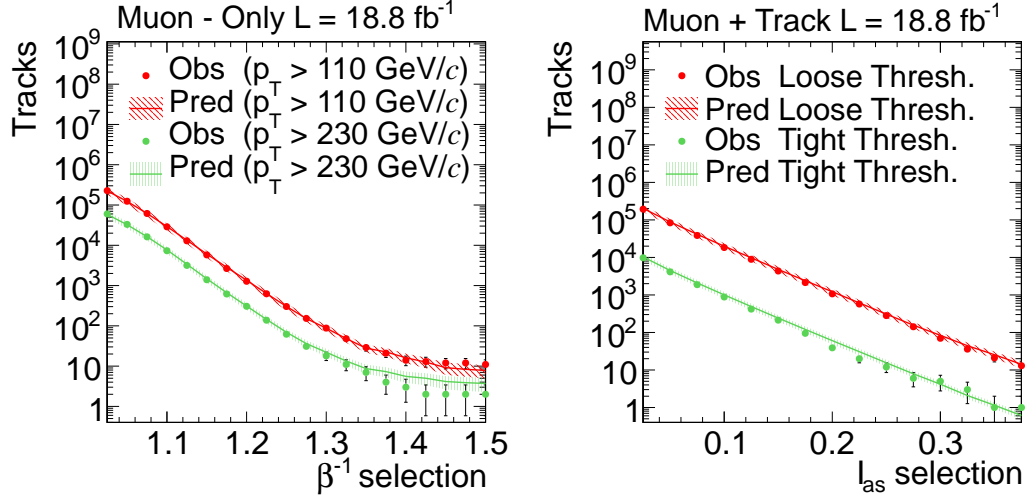 Muon - Only L = 18.8 fb⁻¹
Tracks
10⁹
10⁸
10⁷
10⁶
10⁵
10⁴
10³
10²
10
1
Obs (p_T > 110 GeV/c)
Pred (p_T > 110 GeV/c)
Obs (p_T > 230 GeV/c)
Pred (p_T > 230 GeV/c)
1.1 1.2 1.3 1.4 1.5
β⁻¹ selection
Muon + Track L = 18.8 fb⁻¹
Tracks
10⁹
10⁸
10⁷
10⁶
10⁵
10⁴
10³
10²
10
1
Obs Loose Thresh.
Pred Loose Thresh.
Obs Tight Thresh.
Pred Tight Thresh.
0.1 0.2 0.3
I_as selection